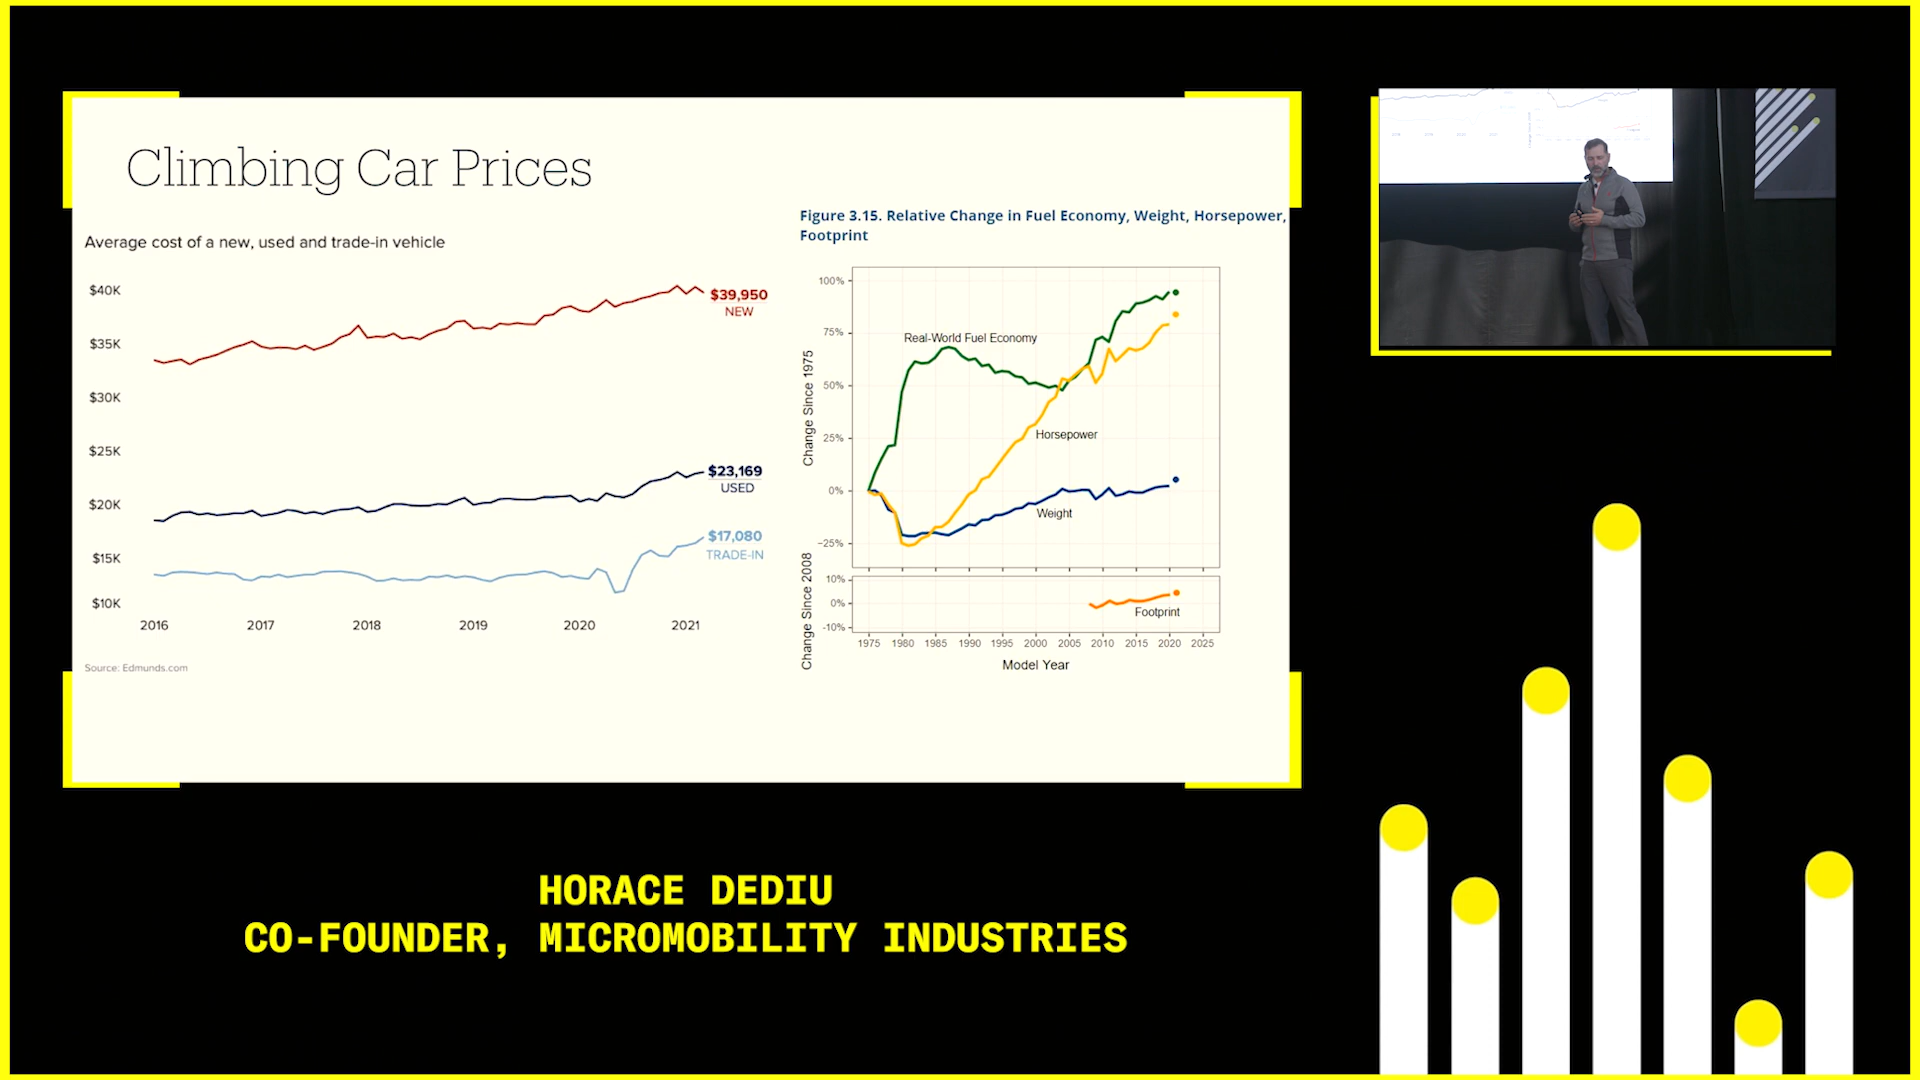 Climbing Car Prices
Average cost of a new, used and trade-in vehicle
$40K
$35K
$30K
$25K
$20K
$15K
$10K
$39,950
NEW
$23,169
USED
$17,080
TRADE-IN
2016 2017 2018 2019 2020 2021
Source: Edmunds.com
Figure 3.15. Relative Change in Fuel Economy, Weight, Horsepower,
Footprint
Change Since 1975
100%
75%
50%
25%
0%
−25%
Real-World Fuel Economy
Horsepower
Weight
Change Since 2008
10%
0%
-10%
Footprint
1975 1980 1985 1990 1995 2000 2005 2010 2015 2020 2025
Model Year
HORACE DEDIU
CO-FOUNDER, MICROMOBILITY INDUSTRIES